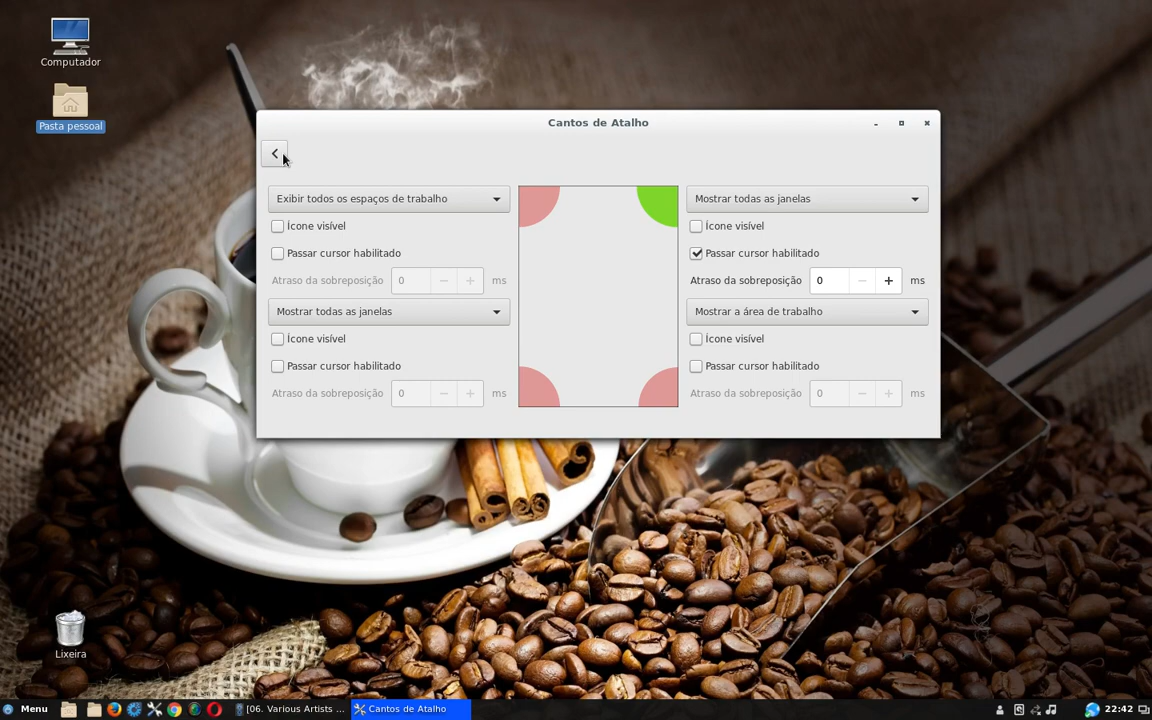 Computador
Pasta pessoal
Cantos de Atalho
Exibir todos os espaços de trabalho
Ícone visível
Passar cursor habilitado
Atraso da sobreposição 0 − + ms
Mostrar todas as janelas
Ícone visível
Passar cursor habilitado
Atraso da sobreposição 0 − + ms
Mostrar todas as janelas
Ícone visível
Passar cursor habilitado
Atraso da sobreposição 0 − + ms
Mostrar a área de trabalho
Ícone visível
Passar cursor habilitado
Atraso da sobreposição 0 − + ms
Lixeira
Menu
[06. Various Artists ...
Cantos de Atalho
22:42